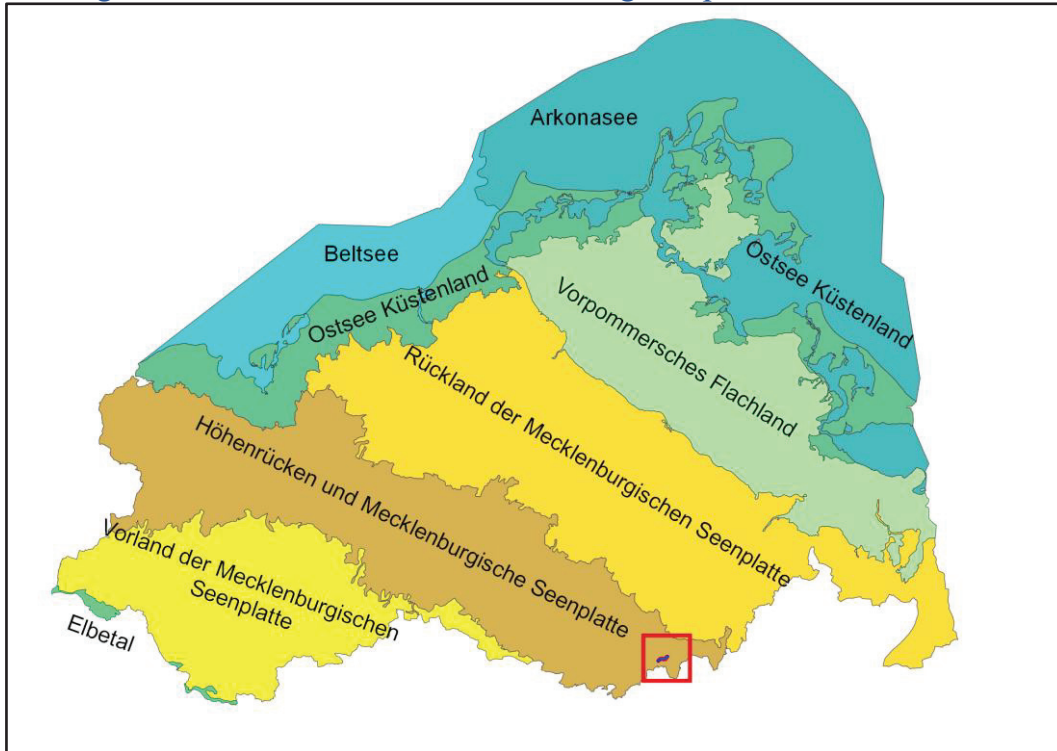 Arkonasee
Beltsee
Ostsee Küstenland
Ostsee Küstenland
Vorpommersches Flachland
Rückland der Mecklenburgischen Seenplatte
Höhenrücken und Mecklenburgische Seenplatte
Vorland der Mecklenburgischen
Seenplatte
Elbetal